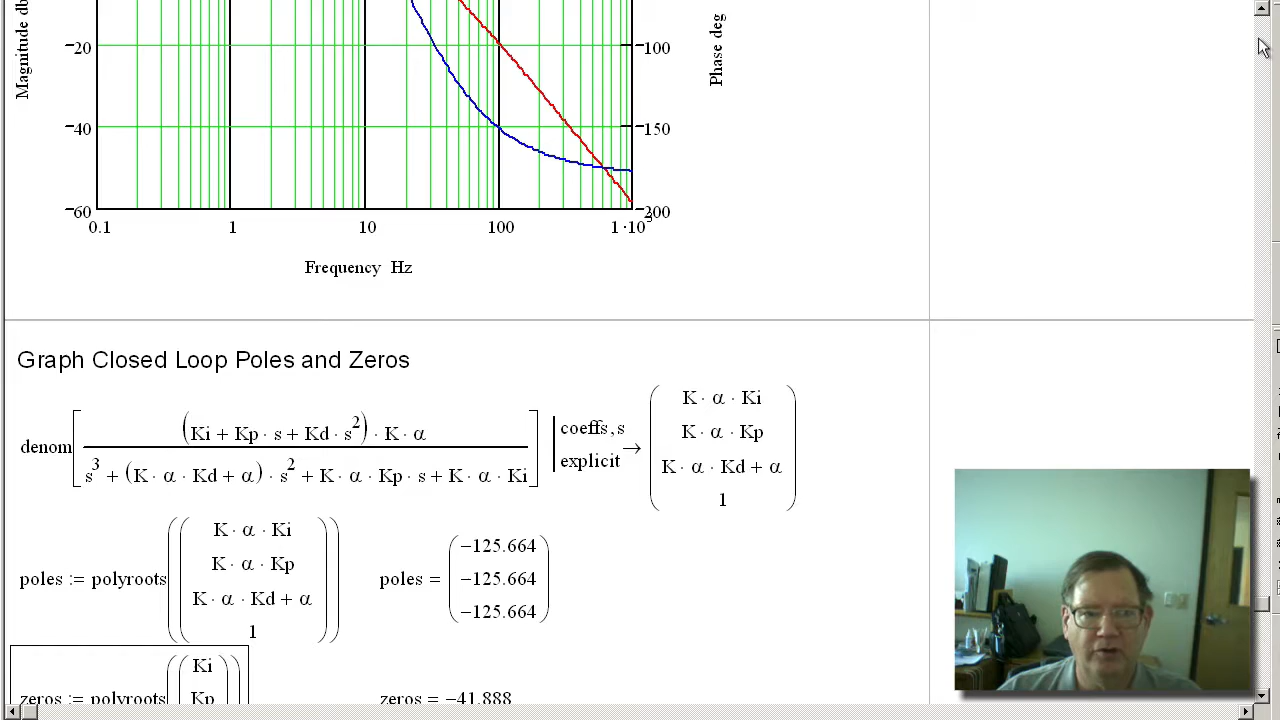 Magnitude db
Phase deg
-20
-40
-60
-100
-150
-200
0.1 1 10 100 1·10³
Frequency Hz
Graph Closed Loop Poles and Zeros
denom [ (Ki + Kp · s + Kd · s²) · K · α / s³ + (K · α · Kd + α) · s² + K · α · Kp · s + K · α · Ki ] | coeffs,s explicit → ( K · α · Ki
K · α · Kp
K · α · Kd + α
1 )
poles := polyroots (( K · α · Ki
K · α · Kp
K · α · Kd + α
1 ))
poles = ( -125.664
-125.664
-125.664 )
zeros := polyroots (( Ki
Kp
zeros = -41.888